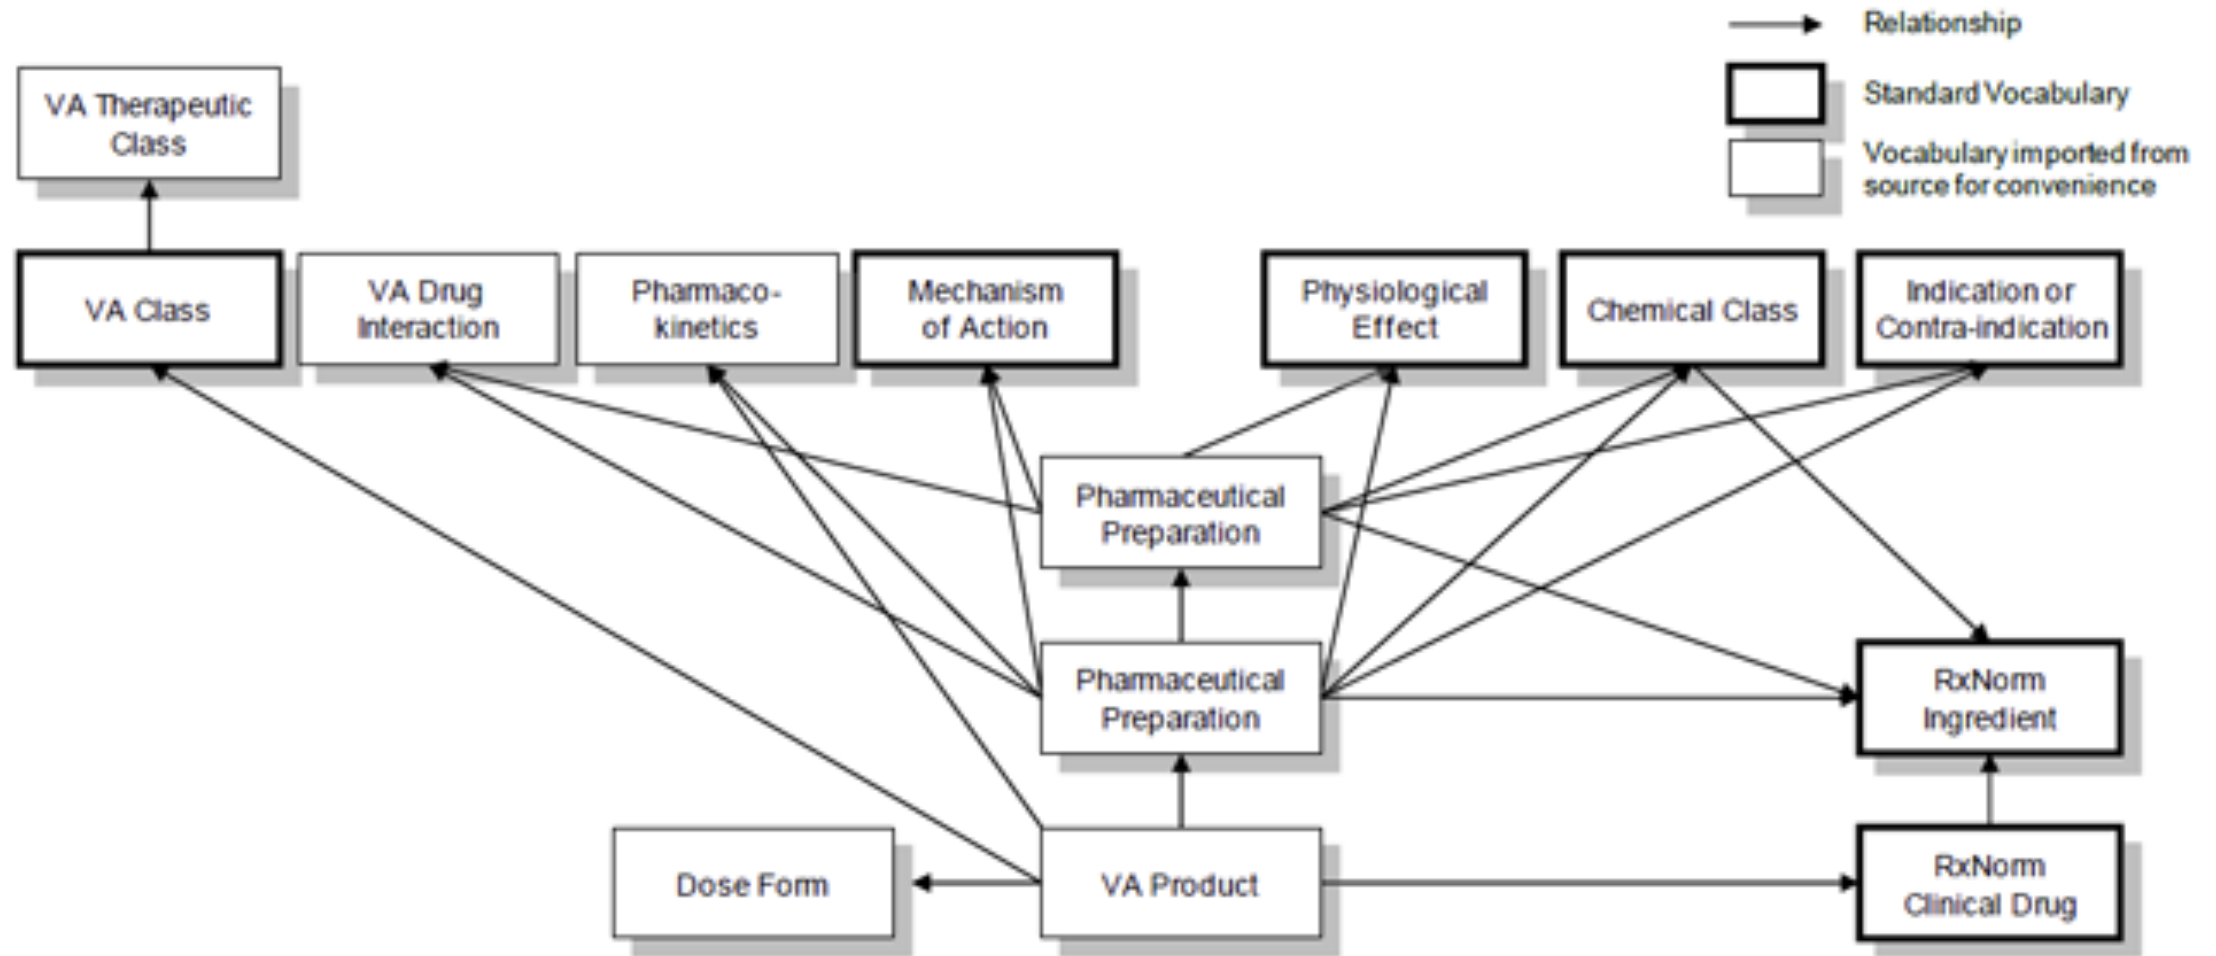 Relationship
Standard Vocabulary
Vocabulary imported from
source for convenience
VA Therapeutic
Class
VA Class
VA Drug
Interaction
Pharmaco-
kinetics
Mechanism
of Action
Physiological
Effect
Chemical Class
Indication or
Contra-indication
Pharmaceutical
Preparation
Pharmaceutical
Preparation
RxNorm
Ingredient
Dose Form
VA Product
RxNorm
Clinical Drug